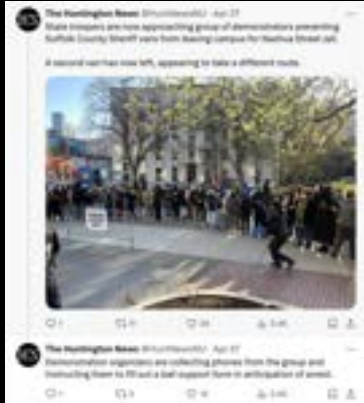 The Huntington News @HuntNewsNU · Apr 27
State troopers are now approaching group of demonstrators preventing
Suffolk County Sheriff vans from leaving campus for Nashua Street Jail.
A second van has now left, appearing to take a different route.
The Huntington News @HuntNewsNU · Apr 27
Demonstration organizers are collecting phones from the group and
instructing them to fill out a bail support form in anticipation of arrest.